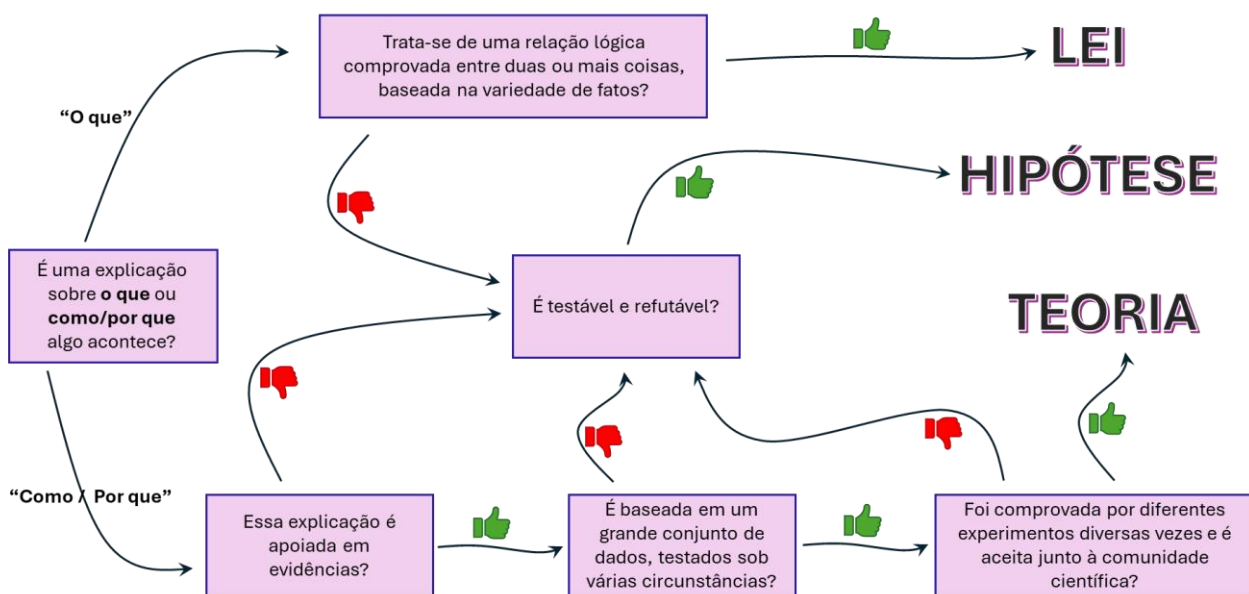 Trata-se de uma relação lógica
comprovada entre duas ou mais coisas,
baseada na variedade de fatos?
LEI
“O que”
HIPÓTESE
É uma explicação
sobre o que ou
como/por que
algo acontece?
É testável e refutável?
TEORIA
“Como / Por que”
Essa explicação é
apoiada em
evidências?
É baseada em um
grande conjunto de
dados, testados sob
várias circunstâncias?
Foi comprovada por diferentes
experimentos diversas vezes e é
aceita junto à comunidade
científica?